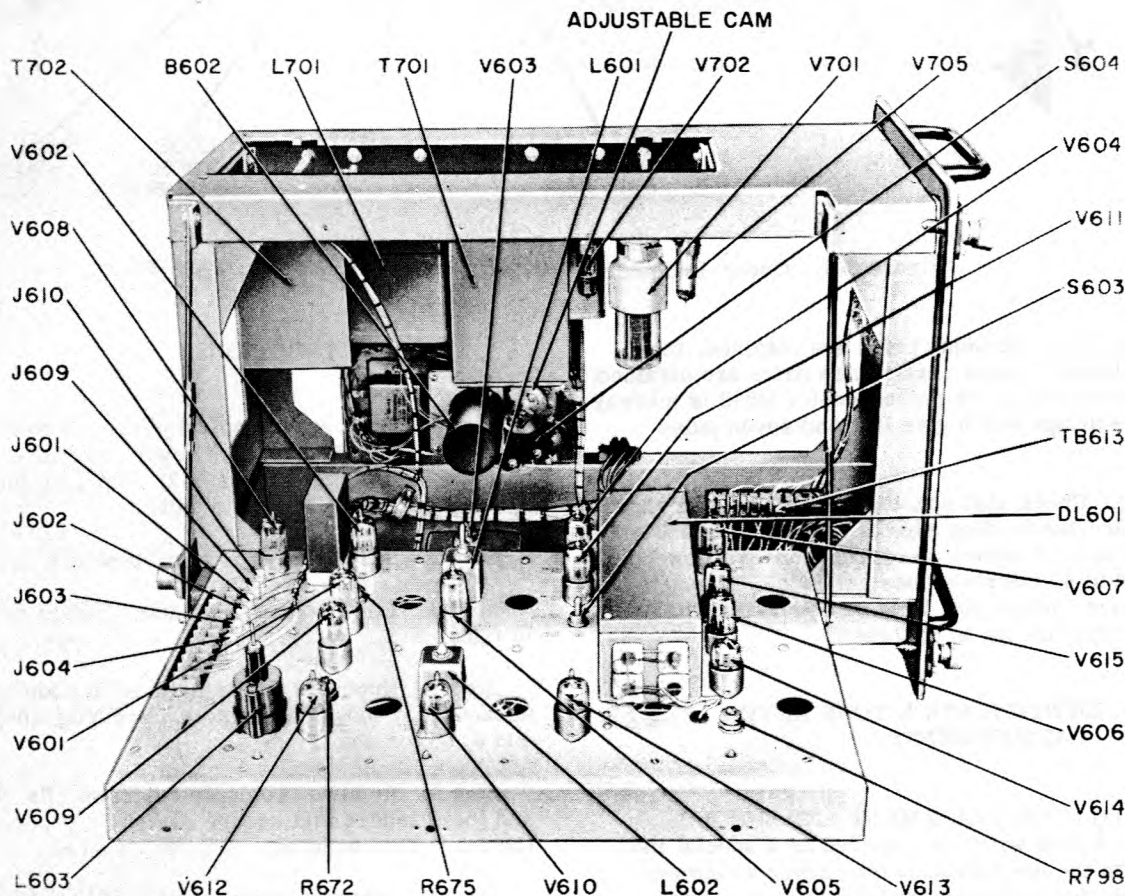 ADJUSTABLE CAM
T702 B602 L701 T701 V603 L601 V702 V701 V705 S604
V602 V604
V608 V611
J610 S603
J609 TB613
J601 DL601
J602 V607
J603 V615
J604 V606
V601 V614
V609 R798
L603 V612 R672 R675 V610 L602 V605 V613